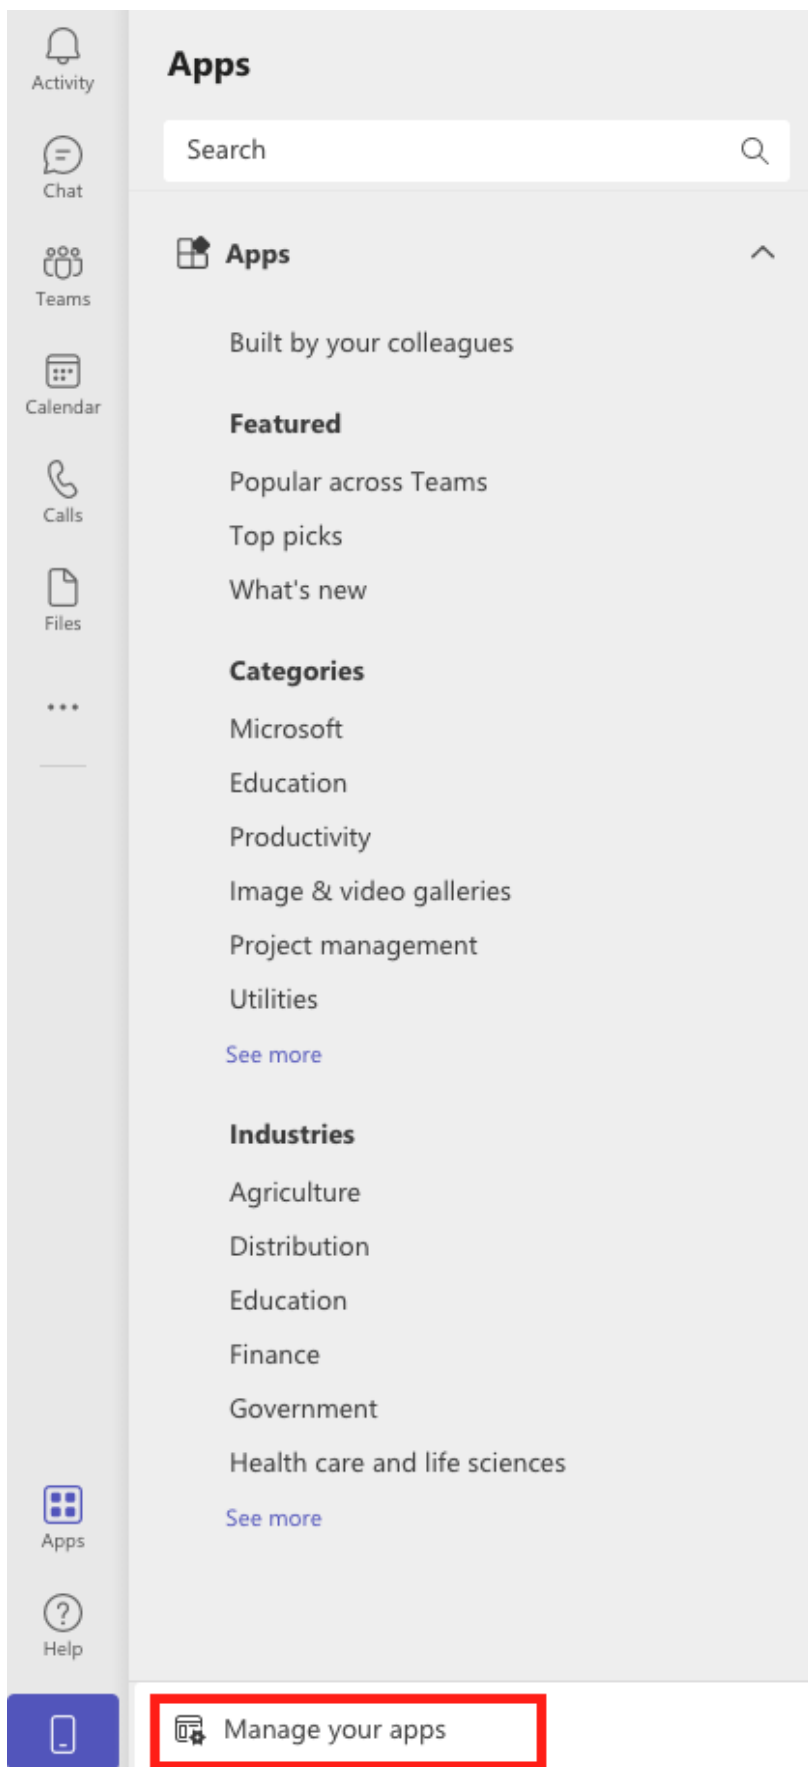 Activity
Chat
Teams
Calendar
Calls
Files
Apps
Help
Apps
Search
Apps
Built by your colleagues
Featured
Popular across Teams
Top picks
What's new
Categories
Microsoft
Education
Productivity
Image & video galleries
Project management
Utilities
See more
Industries
Agriculture
Distribution
Education
Finance
Government
Health care and life sciences
See more
Manage your apps